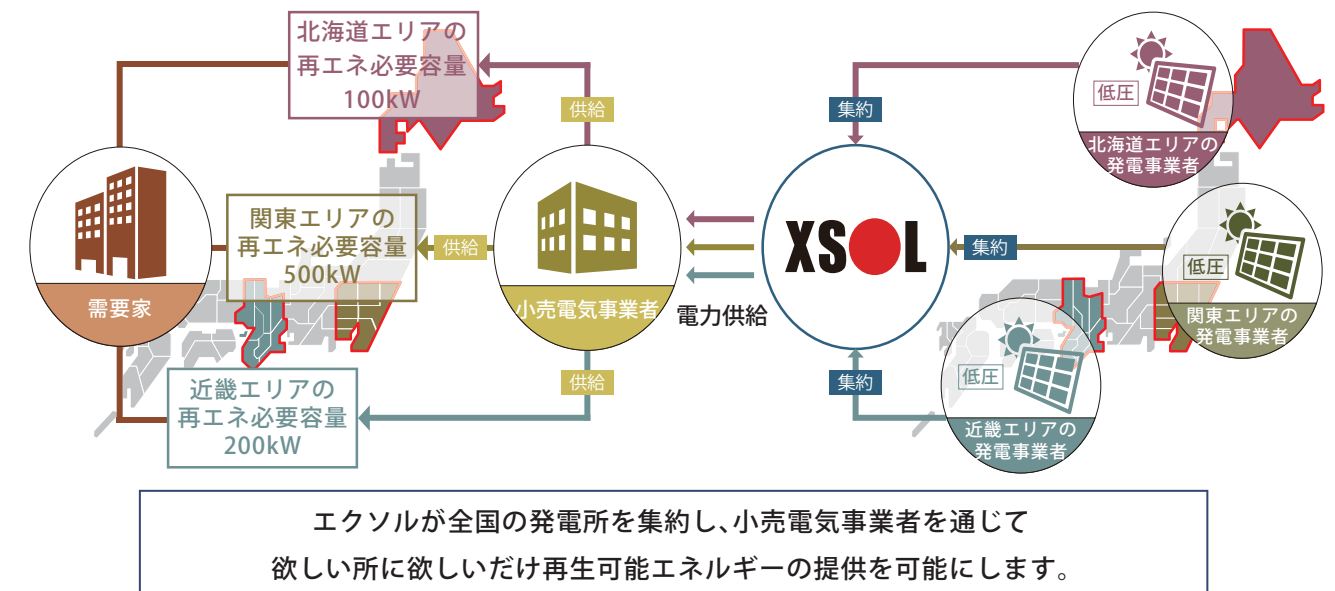 北海道エリアの
再エネ必要容量
100kW
供給
集約
低圧
北海道エリアの
発電事業者
需要家
関東エリアの
再エネ必要容量
500kW
供給
小売電気事業者
電力供給
XSOL
集約
低圧
関東エリアの
発電事業者
近畿エリアの
再エネ必要容量
200kW
供給
集約
低圧
近畿エリアの
発電事業者
エクソルが全国の発電所を集約し、小売電気事業者を通じて
欲しい所に欲しいだけ再生可能エネルギーの提供を可能にします。